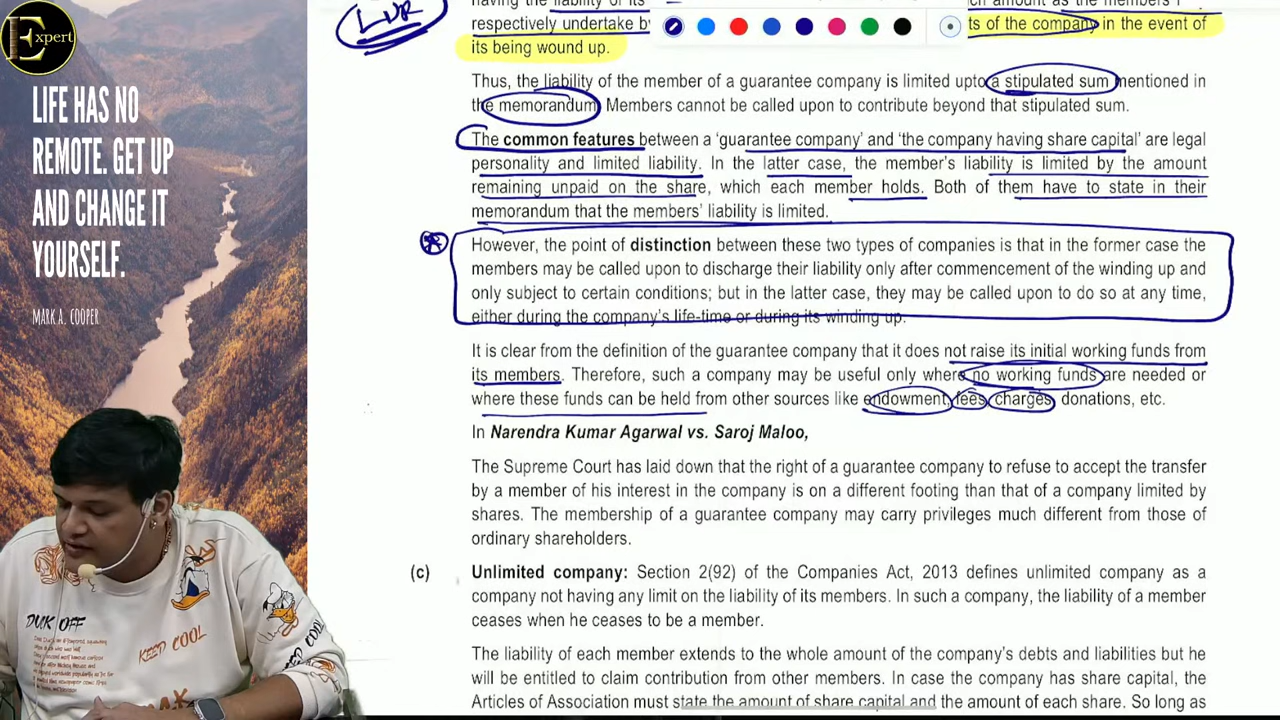 Expert
LIFE HAS NO
REMOTE. GET UP
AND CHANGE IT
YOURSELF.
MARK A. COOPER
having the liability of its
respectively undertake b
ts of the company in the event of
its being wound up.
Thus, the liability of the member of a guarantee company is limited upto a stipulated sum mentioned in
the memorandum. Members cannot be called upon to contribute beyond that stipulated sum.
The common features between a ‘guarantee company’ and ‘the company having share capital’ are legal
personality and limited liability. In the latter case, the member’s liability is limited by the amount
remaining unpaid on the share, which each member holds. Both of them have to state in their
memorandum that the members’ liability is limited.
However, the point of distinction between these two types of companies is that in the former case the
members may be called upon to discharge their liability only after commencement of the winding up and
only subject to certain conditions; but in the latter case, they may be called upon to do so at any time,
either during the company’s life-time or during its winding up.
It is clear from the definition of the guarantee company that it does not raise its initial working funds from
its members. Therefore, such a company may be useful only where no working funds are needed or
where these funds can be held from other sources like endowment, fees, charges, donations, etc.
In Narendra Kumar Agarwal vs. Saroj Maloo,
The Supreme Court has laid down that the right of a guarantee company to refuse to accept the transfer
by a member of his interest in the company is on a different footing than that of a company limited by
shares. The membership of a guarantee company may carry privileges much different from those of
ordinary shareholders.
(c) Unlimited company: Section 2(92) of the Companies Act, 2013 defines unlimited company as a
company not having any limit on the liability of its members. In such a company, the liability of a member
ceases when he ceases to be a member.
The liability of each member extends to the whole amount of the company’s debts and liabilities but he
will be entitled to claim contribution from other members. In case the company has share capital, the
Articles of Association must state the amount of share capital and the amount of each share. So long as
DUCK OFF
KEEP COOL